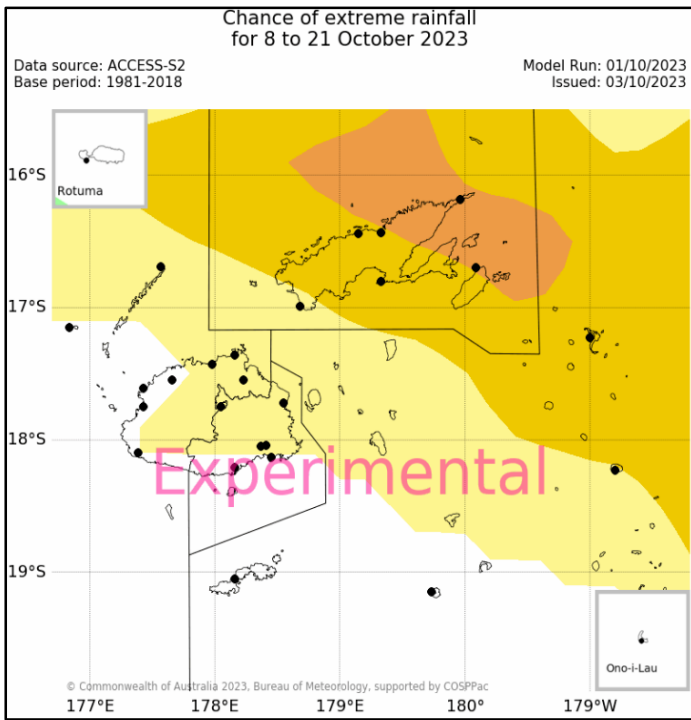 Chance of extreme rainfall
for 8 to 21 October 2023
Data source: ACCESS-S2
Base period: 1981-2018
Model Run: 01/10/2023
Issued: 03/10/2023
Rotuma
16°S
17°S
18°S
Experimental
19°S
Ono-i-Lau
© Commonwealth of Australia 2023, Bureau of Meteorology, supported by COSPPac
177°E
178°E
179°E
180°
179°W